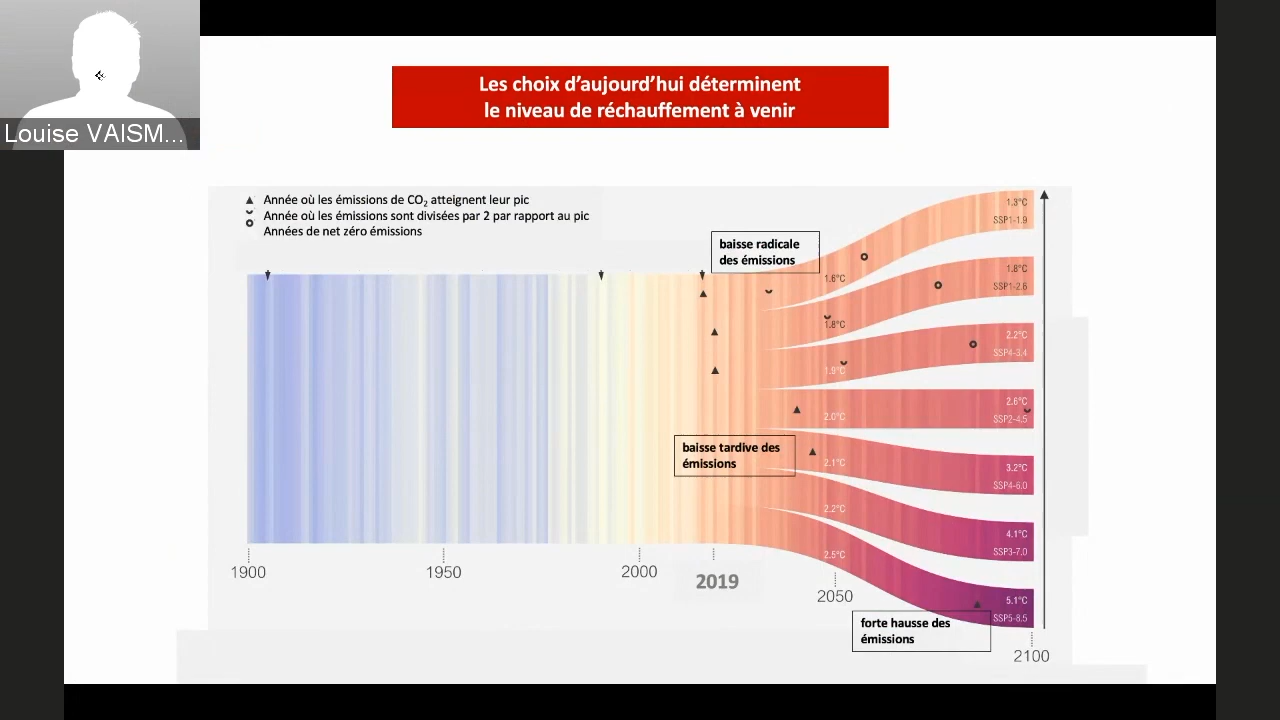 Louise VAISM...
Les choix d'aujourd'hui déterminent
le niveau de réchauffement à venir
Année où les émissions de CO₂ atteignent leur pic
Année où les émissions sont divisées par 2 par rapport au pic
Années de net zéro émissions
baisse radicale
des émissions
1.3°C
SSP1-1.9
1.6°C
1.8°C
SSP1-2.6
1.8°C
2.2°C
SSP4-3.4
1.9°C
2.6°C
SSP2-4.5
2.0°C
baisse tardive des
émissions
2.1°C
3.2°C
SSP4-6.0
2.2°C
4.1°C
SSP3-7.0
2.5°C
5.1°C
SSP5-8.5
forte hausse des
émissions
1900
1950
2000
2019
2050
2100